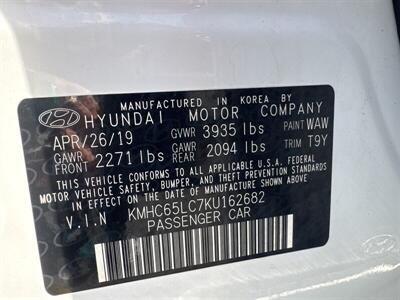 MANUFACTURED IN KOREA BY
HYUNDAI MOTOR COMPANY
APR/26/19 GVWR 3935 lbs PAINT WAW
GAWR FRONT 2271 lbs GAWR REAR 2094 lbs TRIM T9Y
THIS VEHICLE CONFORMS TO ALL APPLICABLE U.S.A. FEDERAL
MOTOR VEHICLE SAFETY, BUMPER, AND THEFT PREVENTION STANDARDS
IN EFFECT ON THE DATE OF MANUFACTURE SHOWN ABOVE.
V.I.N KMHC65LC7KU162682
PASSENGER CAR